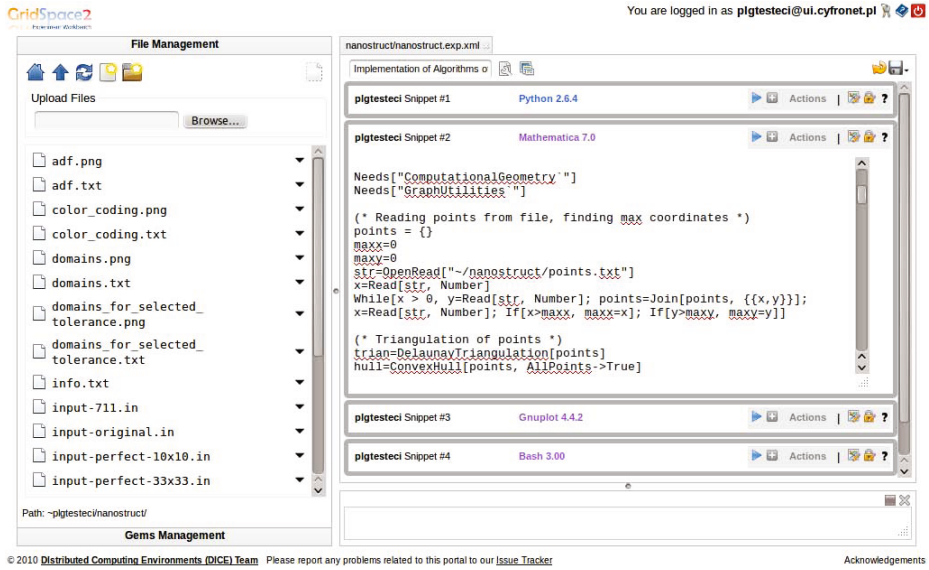 GridSpace2
Experiment Workbench
You are logged in as plgtesteci@ui.cyfronet.pl
File Management
Upload Files
Browse...
adf.png
adf.txt
color_coding.png
color_coding.txt
domains.png
domains.txt
domains_for_selected_
tolerance.png
domains_for_selected_
tolerance.txt
info.txt
input-711.in
input-original.in
input-perfect-10x10.in
input-perfect-33x33.in
Path: ~plgtesteci/nanostruct/
Gems Management
nanostruct/nanostruct.exp.xml
Implementation of Algorithms o
plgtesteci Snippet #1 Python 2.6.4 Actions | ?
plgtesteci Snippet #2 Mathematica 7.0 Actions | ?
Needs["ComputationalGeometry`"]
Needs["GraphUtilities`"]
(* Reading points from file, finding max coordinates *)
points = {}
maxx=0
maxy=0
str=OpenRead["~/nanostruct/points.txt"]
x=Read[str, Number]
While[x > 0, y=Read[str, Number]; points=Join[points, {{x,y}}];
x=Read[str, Number]; If[x>maxx, maxx=x]; If[y>maxy, maxy=y]]
(* Triangulation of points *)
trian=DelaunayTriangulation[points]
hull=ConvexHull[points, AllPoints->True]
plgtesteci Snippet #3 Gnuplot 4.4.2 Actions | ?
plgtesteci Snippet #4 Bash 3.00 Actions | ?
© 2010 DIstributed Computing Environments (DICE) Team Please report any problems related to this portal to our Issue Tracker Acknowledgements